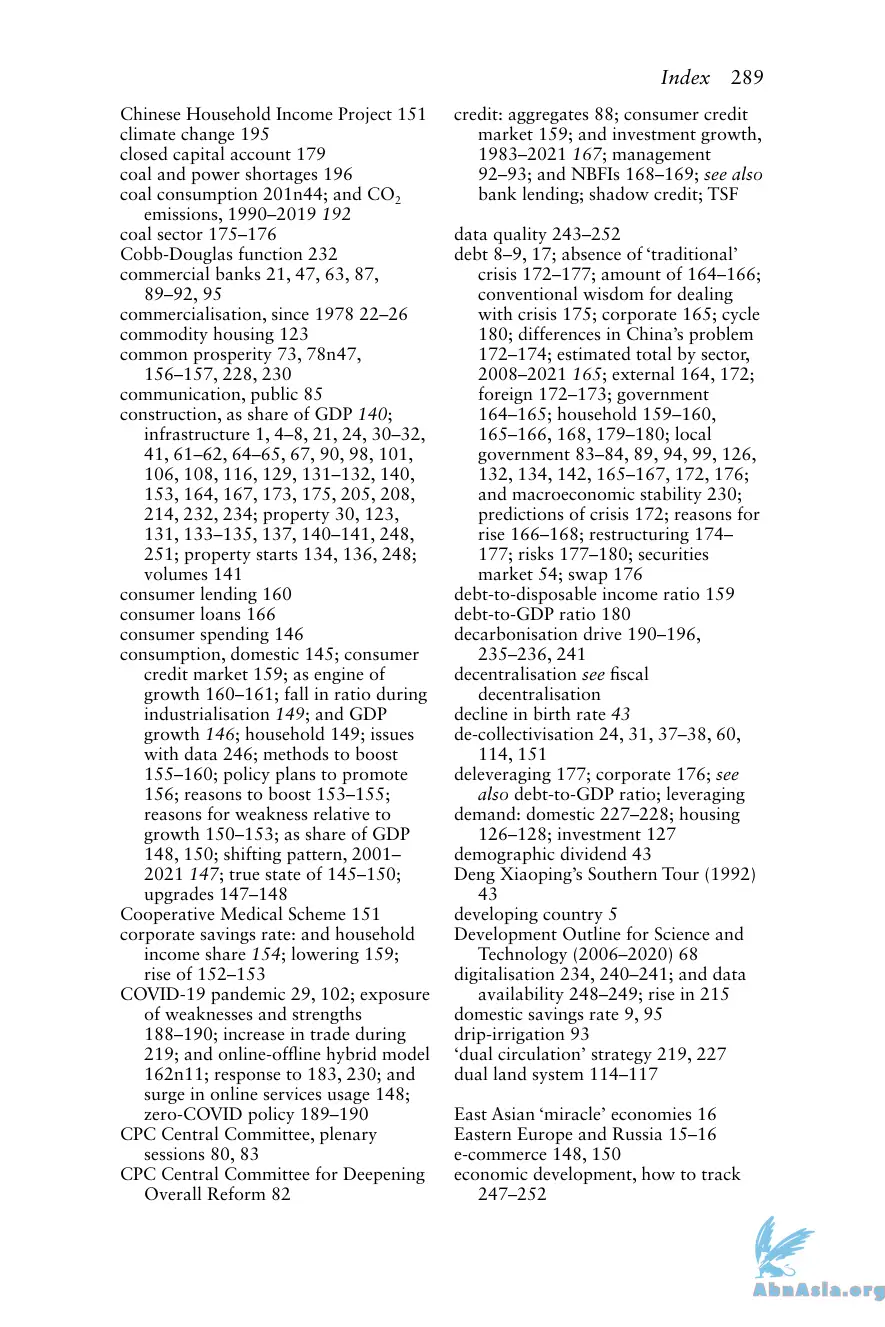 Index 289
Chinese Household Income Project 151
climate change 195
closed capital account 179
coal and power shortages 196
coal consumption 201n44; and CO₂
emissions, 1990–2019 192
coal sector 175–176
Cobb-Douglas function 232
commercial banks 21, 47, 63, 87,
89–92, 95
commercialisation, since 1978 22–26
commodity housing 123
common prosperity 73, 78n47,
156–157, 228, 230
communication, public 85
construction, as share of GDP 140;
infrastructure 1, 4–8, 21, 24, 30–32,
41, 61–62, 64–65, 67, 90, 98, 101,
106, 108, 116, 129, 131–132, 140,
153, 164, 167, 173, 175, 205, 208,
214, 232, 234; property 30, 123,
131, 133–135, 137, 140–141, 248,
251; property starts 134, 136, 248;
volumes 141
consumer lending 160
consumer loans 166
consumer spending 146
consumption, domestic 145; consumer
credit market 159; as engine of
growth 160–161; fall in ratio during
industrialisation 149; and GDP
growth 146; household 149; issues
with data 246; methods to boost
155–160; policy plans to promote
156; reasons to boost 153–155;
reasons for weakness relative to
growth 150–153; as share of GDP
148, 150; shifting pattern, 2001–
2021 147; true state of 145–150;
upgrades 147–148
Cooperative Medical Scheme 151
corporate savings rate: and household
income share 154; lowering 159;
rise of 152–153
COVID-19 pandemic 29, 102; exposure
of weaknesses and strengths
188–190; increase in trade during
219; and online-offline hybrid model
162n11; response to 183, 230; and
surge in online services usage 148;
zero-COVID policy 189–190
CPC Central Committee, plenary
sessions 80, 83
CPC Central Committee for Deepening
Overall Reform 82
credit: aggregates 88; consumer credit
market 159; and investment growth,
1983–2021 167; management
92–93; and NBFIs 168–169; see also
bank lending; shadow credit; TSF
data quality 243–252
debt 8–9, 17; absence of ‘traditional’
crisis 172–177; amount of 164–166;
conventional wisdom for dealing
with crisis 175; corporate 165; cycle
180; differences in China’s problem
172–174; estimated total by sector,
2008–2021 165; external 164, 172;
foreign 172–173; government
164–165; household 159–160,
165–166, 168, 179–180; local
government 83–84, 89, 94, 99, 126,
132, 134, 142, 165–167, 172, 176;
and macroeconomic stability 230;
predictions of crisis 172; reasons for
rise 166–168; restructuring 174–
177; risks 177–180; securities
market 54; swap 176
debt-to-disposable income ratio 159
debt-to-GDP ratio 180
decarbonisation drive 190–196,
235–236, 241
decentralisation see fiscal
decentralisation
decline in birth rate 43
de-collectivisation 24, 31, 37–38, 60,
114, 151
deleveraging 177; corporate 176; see
also debt-to-GDP ratio; leveraging
demand: domestic 227–228; housing
126–128; investment 127
demographic dividend 43
Deng Xiaoping’s Southern Tour (1992)
43
developing country 5
Development Outline for Science and
Technology (2006–2020) 68
digitalisation 234, 240–241; and data
availability 248–249; rise in 215
domestic savings rate 9, 95
drip-irrigation 93
‘dual circulation’ strategy 219, 227
dual land system 114–117
East Asian ‘miracle’ economies 16
Eastern Europe and Russia 15–16
e-commerce 148, 150
economic development, how to track
247–252
AbnAsia.org